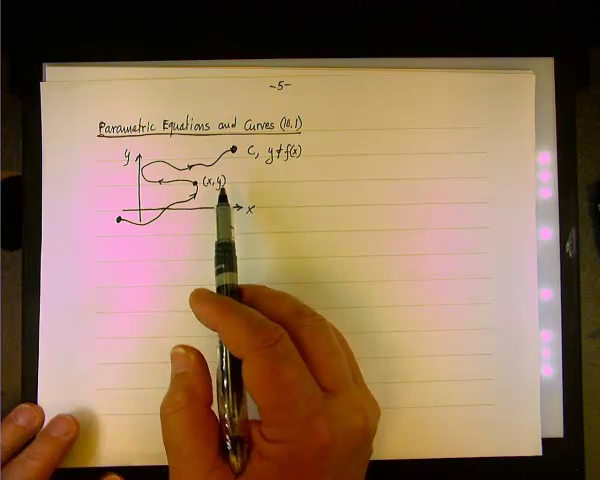 -5-
Parametric Equations and Curves (10.1)
y
C, y ≠ f(x)
(x, y)
x